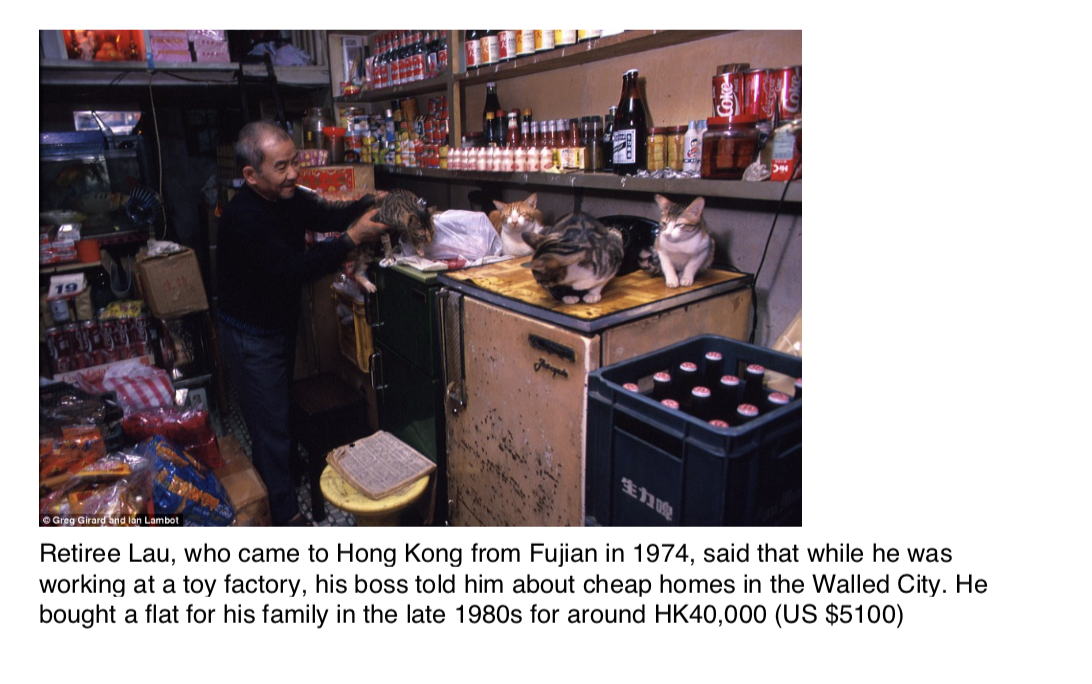 Coke
19
生力啤
© Greg Girard and Ian Lambot
Retiree Lau, who came to Hong Kong from Fujian in 1974, said that while he was
working at a toy factory, his boss told him about cheap homes in the Walled City. He
bought a flat for his family in the late 1980s for around HK40,000 (US $5100)